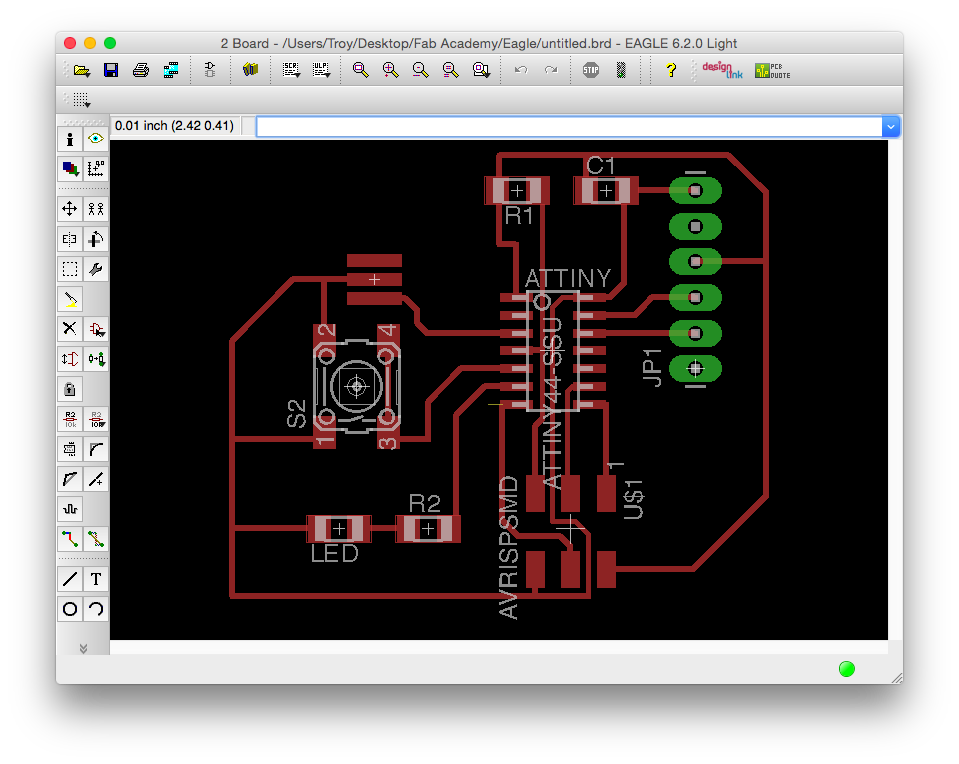 2 Board - /Users/Troy/Desktop/Fab Academy/Eagle/untitled.brd - EAGLE 6.2.0 Light
SCR ULP STOP ? design link PCB QUOTE
0.01 inch (2.42 0.41)
i
R2 10k
R2 10k
T
C1
R1
ATTINY
2 4
ATTINY44-SSU
JP1
S2
1 3
1
U$1
R2
AVRISPSMD
LED